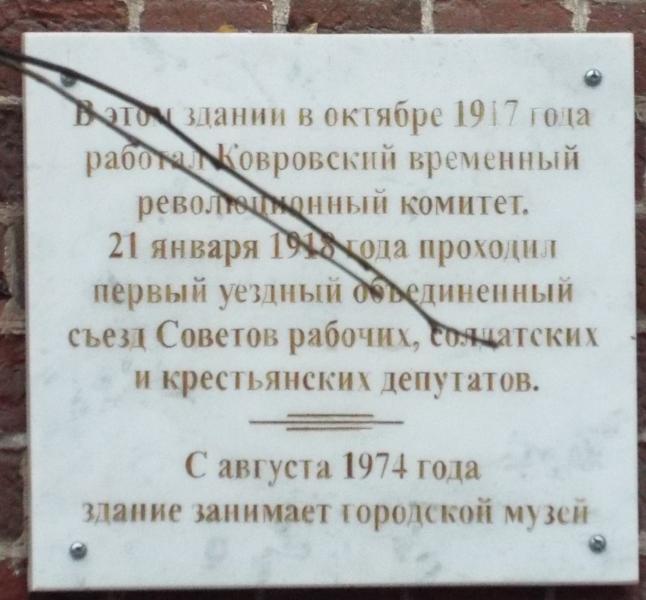 В этом здании в октябре 1917 года
работал Ковровский временный
революционный комитет.
21 января 1918 года проходил
первый уездный объединенный
съезд Советов рабочих, солдатских
и крестьянских депутатов.
С августа 1974 года
здание занимает городской музей